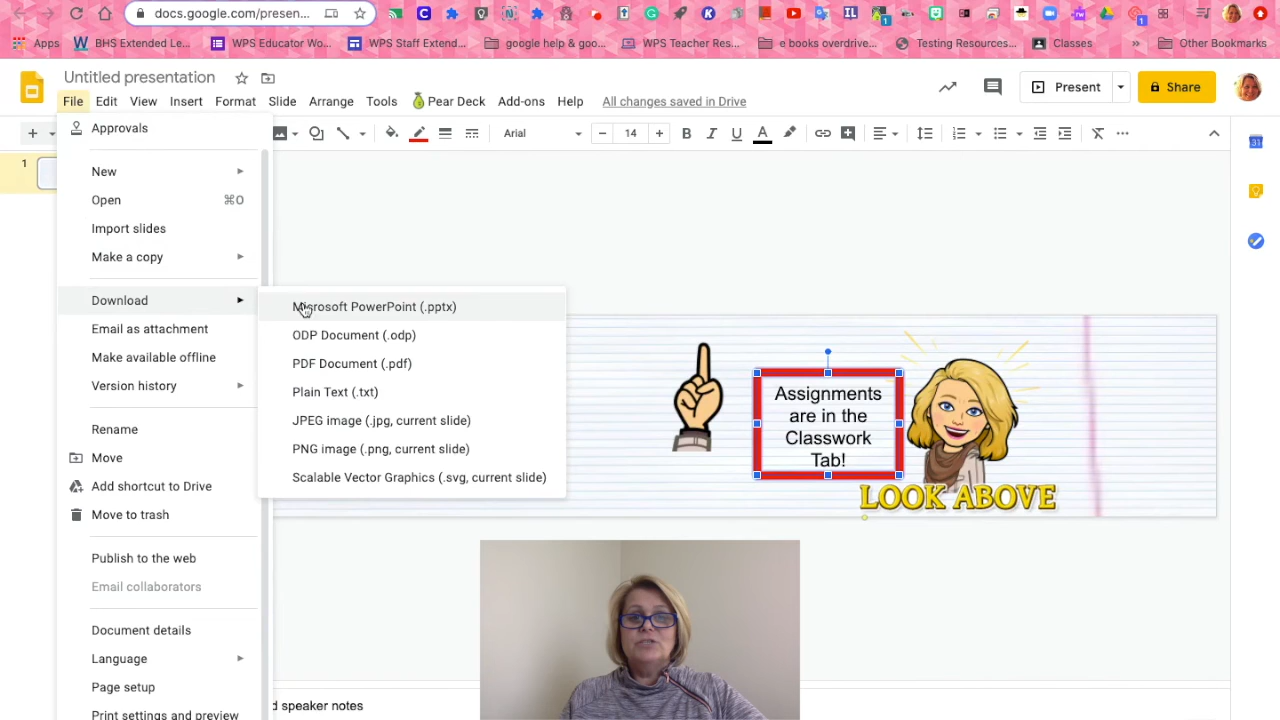 docs.google.com/presen...
Apps
BHS Extended Le...
WPS Educator Wo...
WPS Staff Extend...
google help & goo...
WPS Teacher Res...
e books overdrive...
Testing Resources...
Classes
»
Other Bookmarks
Untitled presentation
File Edit View Insert Format Slide Arrange Tools Pear Deck Add-ons Help All changes saved in Drive
Present
Share
Arial
14
1
Approvals
New
Open ⌘O
Import slides
Make a copy
Download
Email as attachment
Make available offline
Version history
Rename
Move
Add shortcut to Drive
Move to trash
Publish to the web
Email collaborators
Document details
Language
Page setup
Print settings and preview
Microsoft PowerPoint (.pptx)
ODP Document (.odp)
PDF Document (.pdf)
Plain Text (.txt)
JPEG image (.jpg, current slide)
PNG image (.png, current slide)
Scalable Vector Graphics (.svg, current slide)
Assignments
are in the
Classwork
Tab!
LOOK ABOVE
d speaker notes